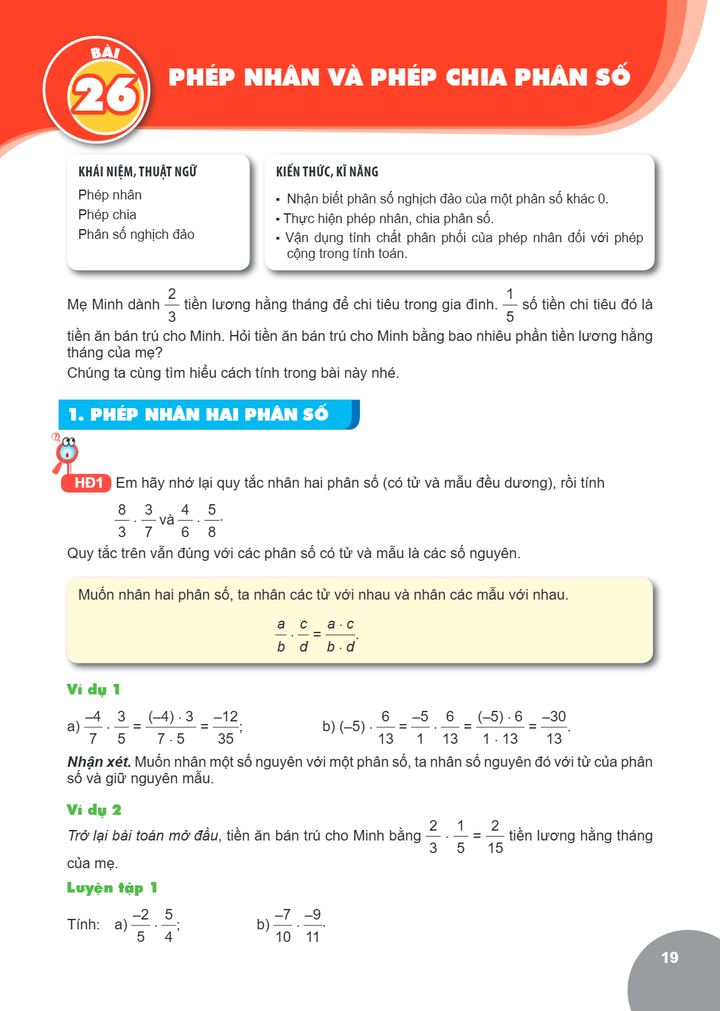 BÀI
26
PHÉP NHÂN VÀ PHÉP CHIA PHÂN SỐ
KHÁI NIỆM, THUẬT NGỮ
Phép nhân
Phép chia
Phân số nghịch đảo
KIẾN THỨC, KĨ NĂNG
▪ Nhận biết phân số nghịch đảo của một phân số khác 0.
▪ Thực hiện phép nhân, chia phân số.
▪ Vận dụng tính chất phân phối của phép nhân đối với phép
cộng trong tính toán.
Mẹ Minh dành 2/3 tiền lương hằng tháng để chi tiêu trong gia đình. 1/5 số tiền chi tiêu đó là
tiền ăn bán trú cho Minh. Hỏi tiền ăn bán trú cho Minh bằng bao nhiêu phần tiền lương hằng
tháng của mẹ?
Chúng ta cùng tìm hiểu cách tính trong bài này nhé.
1. PHÉP NHÂN HAI PHÂN SỐ
HĐ1 Em hãy nhớ lại quy tắc nhân hai phân số (có tử và mẫu đều dương), rồi tính
8/3 · 3/7 và 4/6 · 5/8.
Quy tắc trên vẫn đúng với các phân số có tử và mẫu là các số nguyên.
Muốn nhân hai phân số, ta nhân các tử với nhau và nhân các mẫu với nhau.
a/b · c/d = (a · c)/(b · d).
Ví dụ 1
a) –4/7 · 3/5 = ((–4) · 3)/(7 · 5) = –12/35; b) (–5) · 6/13 = –5/1 · 6/13 = ((–5) · 6)/(1 · 13) = –30/13.
Nhận xét. Muốn nhân một số nguyên với một phân số, ta nhân số nguyên đó với tử của phân
số và giữ nguyên mẫu.
Ví dụ 2
Trở lại bài toán mở đầu, tiền ăn bán trú cho Minh bằng 2/3 · 1/5 = 2/15 tiền lương hằng tháng
của mẹ.
Luyện tập 1
Tính: a) –2/5 · 5/4; b) –7/10 · –9/11.
19